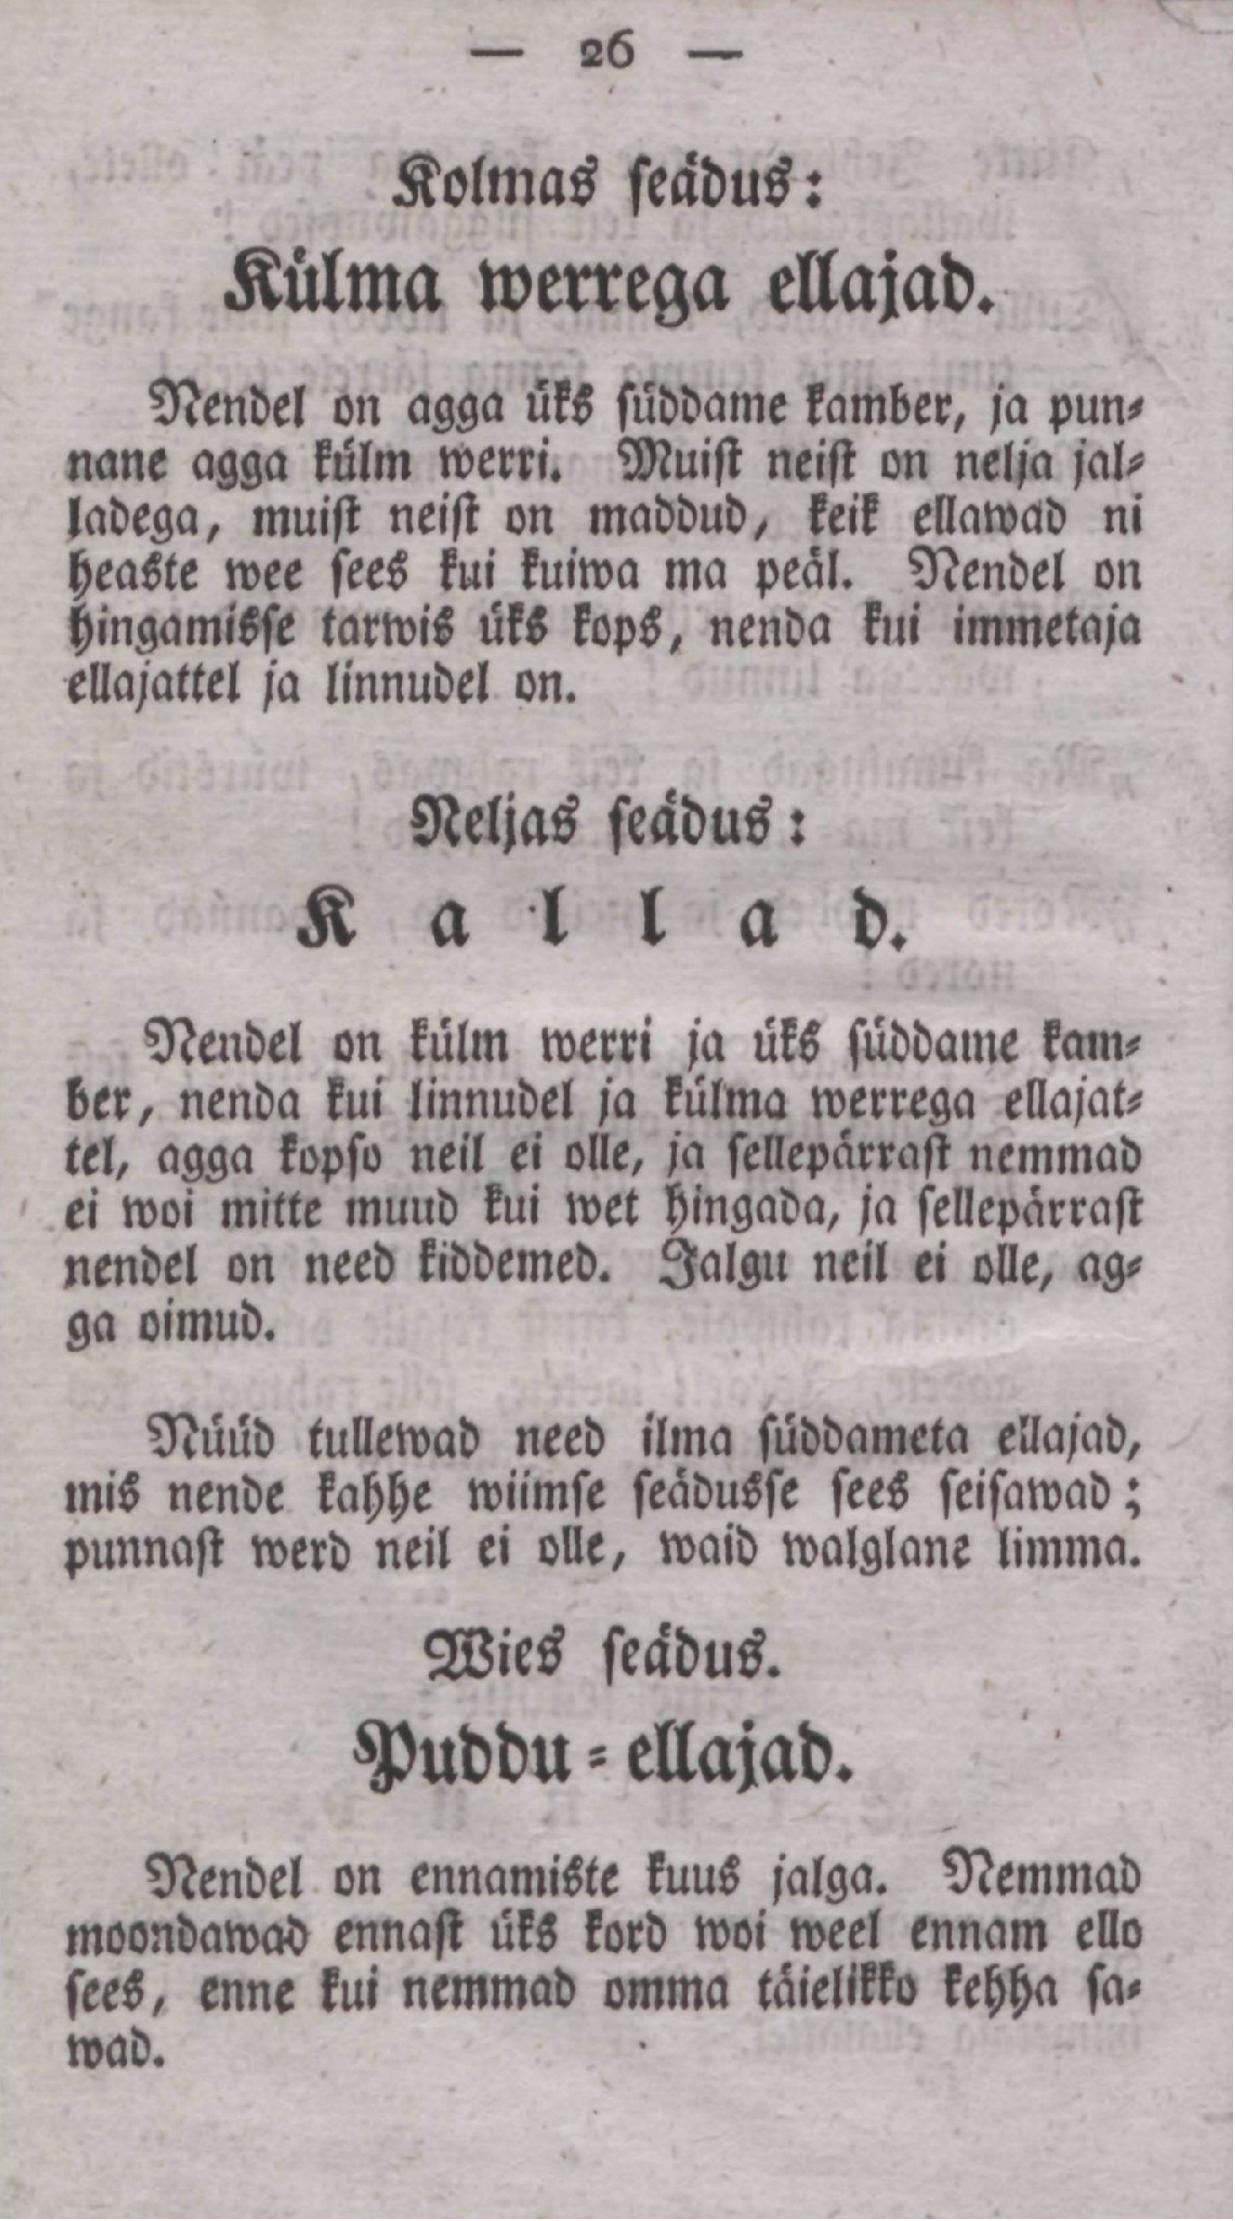 — 26 —
Kolmas seädus:
Külma werrega ellajad.
Nendel on agga üks süddame kamber, ja pun-
nane agga külm werri. Muist neist on nelja jal-
ladega, muist neist on maddud, keik ellawad ni
heaste wee sees kui kuiwa ma peäl. Nendel on
hingamisse tarwis üks kops, nenda kui immetaja
ellajattel ja linnudel on.
Neljas seädus:
Kallad.
Nendel on külm werri ja üks süddame kam-
ber, nenda kui linnudel ja külma werrega ellajat-
tel, agga kopso neil ei olle, ja sellepärrast nemmad
ei woi mitte muud kui wet hingada, ja sellepärrast
nendel on need kiddemed. Jalgu neil ei olle, ag-
ga oimud.
Nüüd tullewad need ilma süddameta ellajad,
mis nende kahhe wiimse seädusse sees seisawad;
punnast werd neil ei olle, waid walglane limma.
Wies seädus.
Puddu-ellajad.
Nendel on ennamiste kuus jalga. Nemmad
moondawad ennast üks kord woi weel ennam ello
sees, enne kui nemmad omma täielikko kehha sa-
wad.